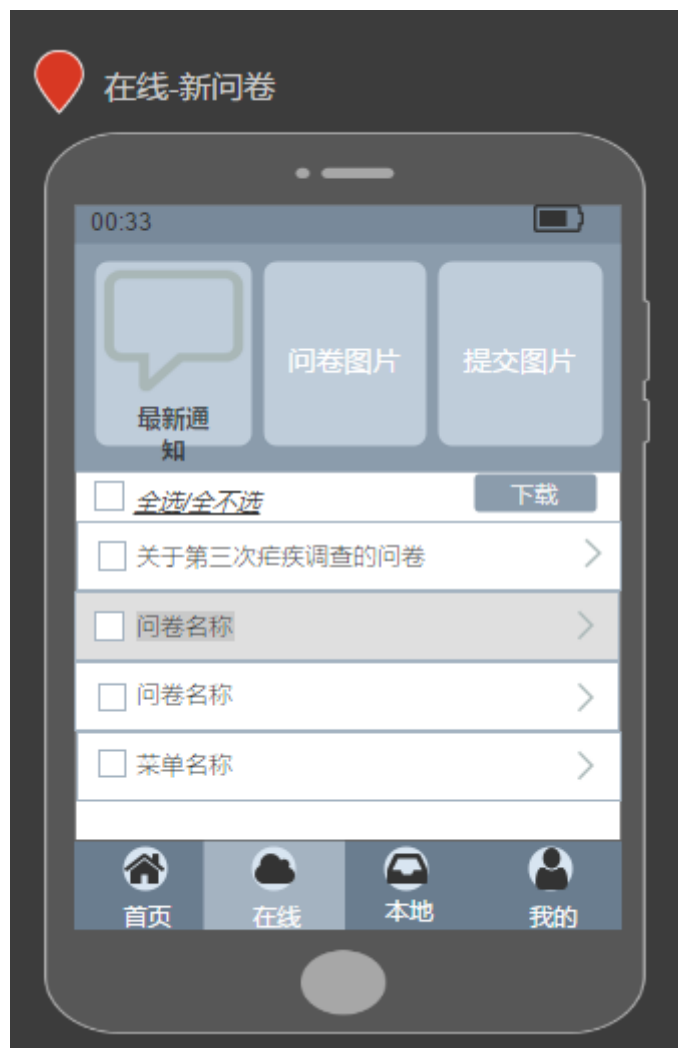 在线-新问卷
00:33
问卷图片
提交图片
最新通
知
全选/全不选
下载
关于第三次疟疾调查的问卷
问卷名称
问卷名称
菜单名称
首页
在线
本地
我的